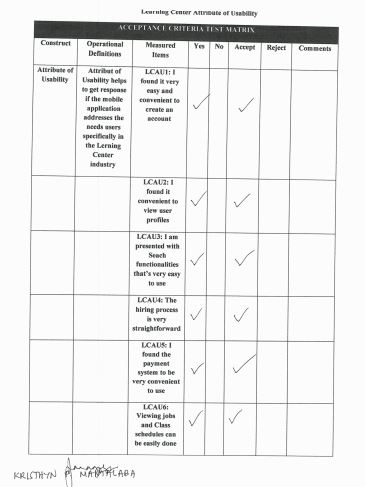 Learning Center Attribute of Usability
ACCEPTANCE CRITERIA TEST MATRIX
Construct Operational Definitions Measured Items Yes No Accept Reject Comments
Attribute of
Usability
Attribut of
Usability helps
to get response
if the mobile
application
addresses the
needs users
specifically in
the Lerning
Center
industry
LCAU1: I
found it very
easy and
convenient to
create an
account
LCAU2: I
found it
convenient to
view user
profiles
LCAU3: I am
presented with
Seach
functionalities
that's very easy
to use
LCAU4: The
hiring process
is very
straightforward
LCAU5: I
found the
payment
system to be
very convenient
to use
LCAU6:
Viewing jobs
and Class
schedules can
be easily done
KRISTHYN P.